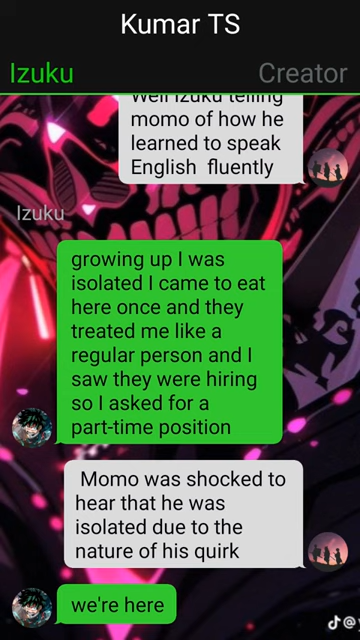 Kumar TS
Izuku
Creator
Well Izuku telling
momo of how he
learned to speak
English fluently
Izuku
growing up I was
isolated I came to eat
here once and they
treated me like a
regular person and I
saw they were hiring
so I asked for a
part-time position
Momo was shocked to
hear that he was
isolated due to the
nature of his quirk
we're here
@